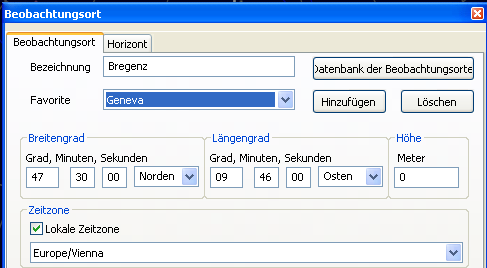 Beobachtungsort
Beobachtungsort Horizont
Bezeichnung Bregenz Datenbank der Beobachtungsorte
Favorite Geneva Hinzufügen Löschen
Breitengrad Längengrad Höhe
Grad, Minuten, Sekunden Grad, Minuten, Sekunden Meter
47 30 00 Norden 09 46 00 Osten 0
Zeitzone
Lokale Zeitzone
Europe/Vienna